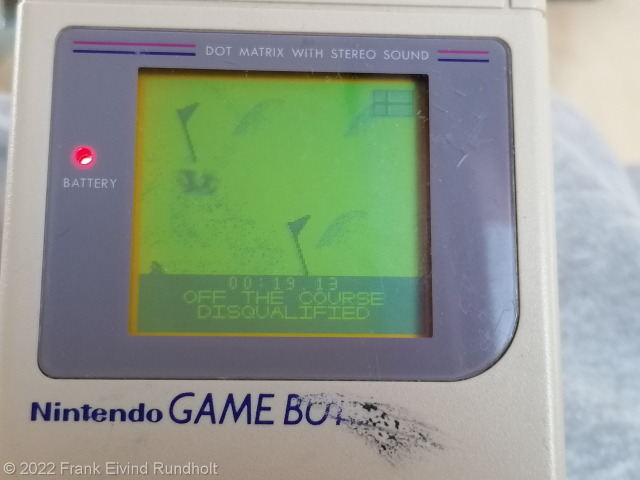 DOT MATRIX WITH STEREO SOUND
BATTERY
00:19.13
OFF THE COURSE
DISQUALIFIED
Nintendo GAME BOY
© 2022 Frank Eivind Rundholt